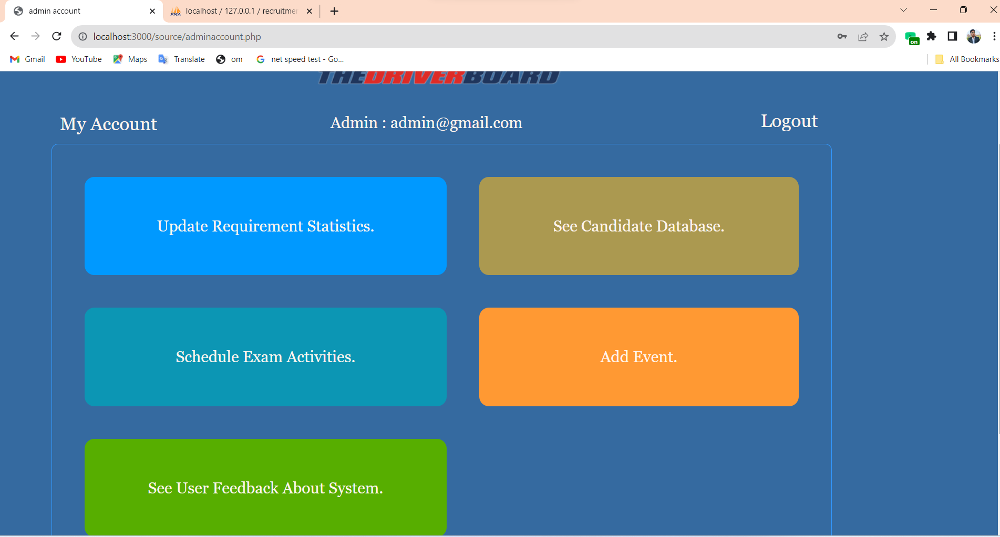 admin account
localhost / 127.0.0.1 / recruitme
localhost:3000/source/adminaccount.php
on
Gmail
YouTube
Maps
Translate
om
net speed test - Go...
All Bookmarks
THEDRIVERBOARD
My Account
Admin : admin@gmail.com
Logout
Update Requirement Statistics.
See Candidate Database.
Schedule Exam Activities.
Add Event.
See User Feedback About System.